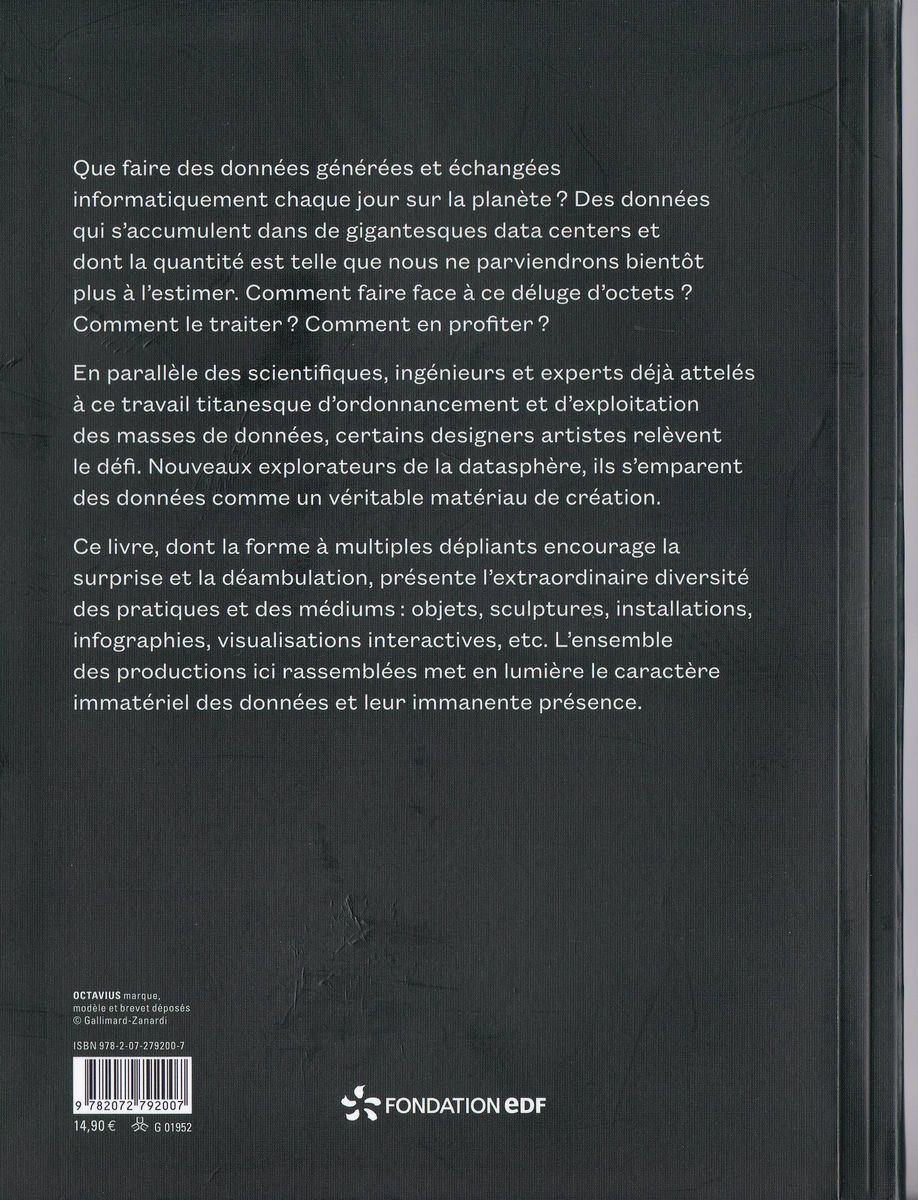 Que faire des données générées et échangées
informatiquement chaque jour sur la planète ? Des données
qui s’accumulent dans de gigantesques data centers et
dont la quantité est telle que nous ne parviendrons bientôt
plus à l’estimer. Comment faire face à ce déluge d’octets ?
Comment le traiter ? Comment en profiter ?
En parallèle des scientifiques, ingénieurs et experts déjà attelés
à ce travail titanesque d’ordonnancement et d’exploitation
des masses de données, certains designers artistes relèvent
le défi. Nouveaux explorateurs de la datasphère, ils s’emparent
des données comme un véritable matériau de création.
Ce livre, dont la forme à multiples dépliants encourage la
surprise et la déambulation, présente l’extraordinaire diversité
des pratiques et des médiums : objets, sculptures, installations,
infographies, visualisations interactives, etc. L’ensemble
des productions ici rassemblées met en lumière le caractère
immatériel des données et leur immanente présence.
OCTAVIUS marque,
modèle et brevet déposés
© Gallimard-Zanardi
ISBN 978-2-07-279200-7
9 782072 792007
14,90 € G 01952
FONDATION eDF